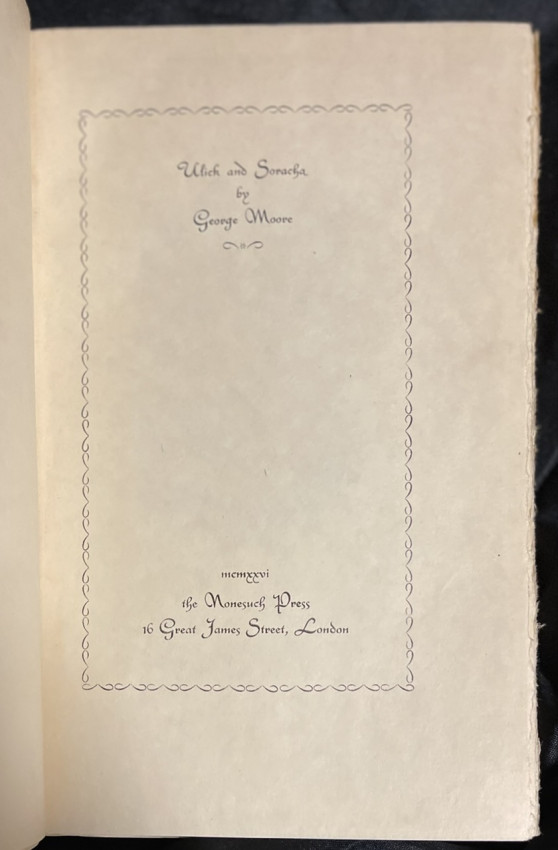 Ulick and Soracha
by
George Moore
mcmxxvi
the Nonesuch Press
16 Great James Street, London